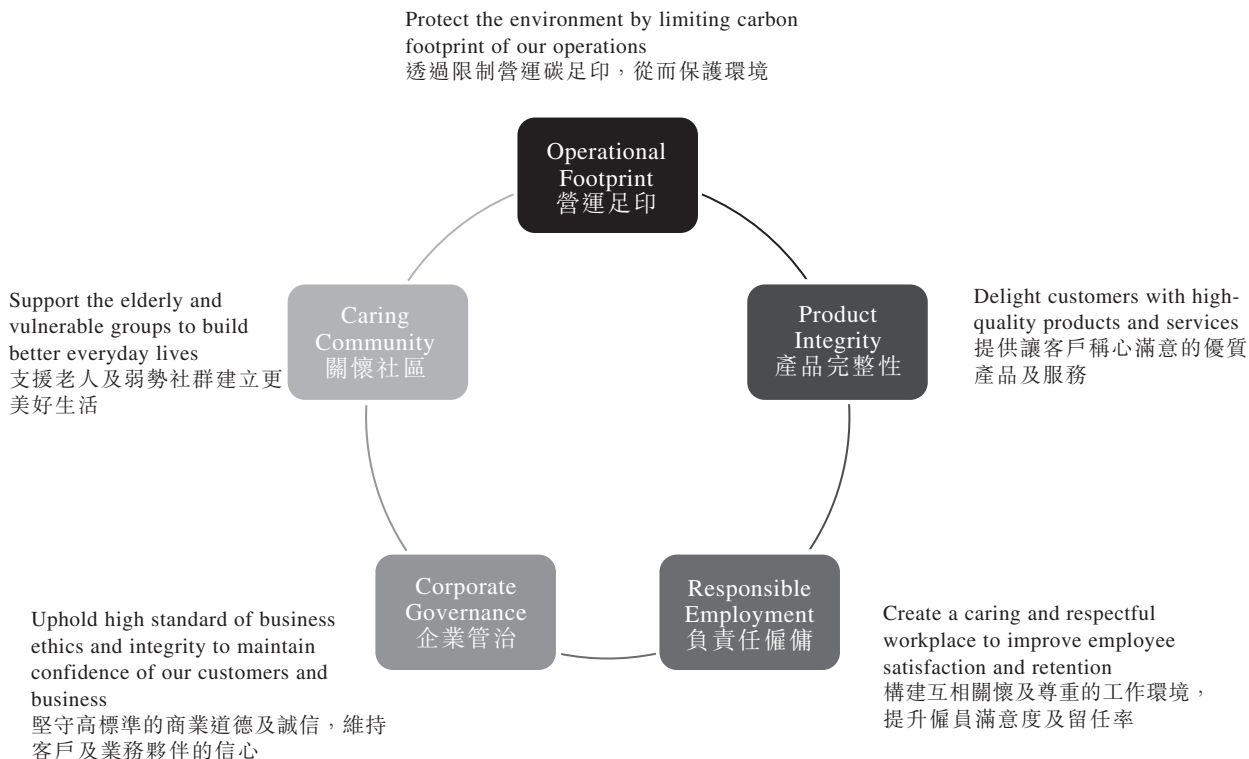 Protect the environment by limiting carbon
footprint of our operations
透過限制營運碳足印，從而保護環境
Operational
Footprint
營運足印
Support the elderly and
vulnerable groups to build
better everyday lives
支援老人及弱勢社群建立更
美好生活
Caring
Community
關懷社區
Product
Integrity
產品完整性
Delight customers with high-
quality products and services
提供讓客戶稱心滿意的優質
產品及服務
Uphold high standard of business
ethics and integrity to maintain
confidence of our customers and
business
堅守高標準的商業道德及誠信，維持
客戶及業務夥伴的信心
Corporate
Governance
企業管治
Responsible
Employment
負責任僱傭
Create a caring and respectful
workplace to improve employee
satisfaction and retention
構建互相關懷及尊重的工作環境，
提升僱員滿意度及留任率